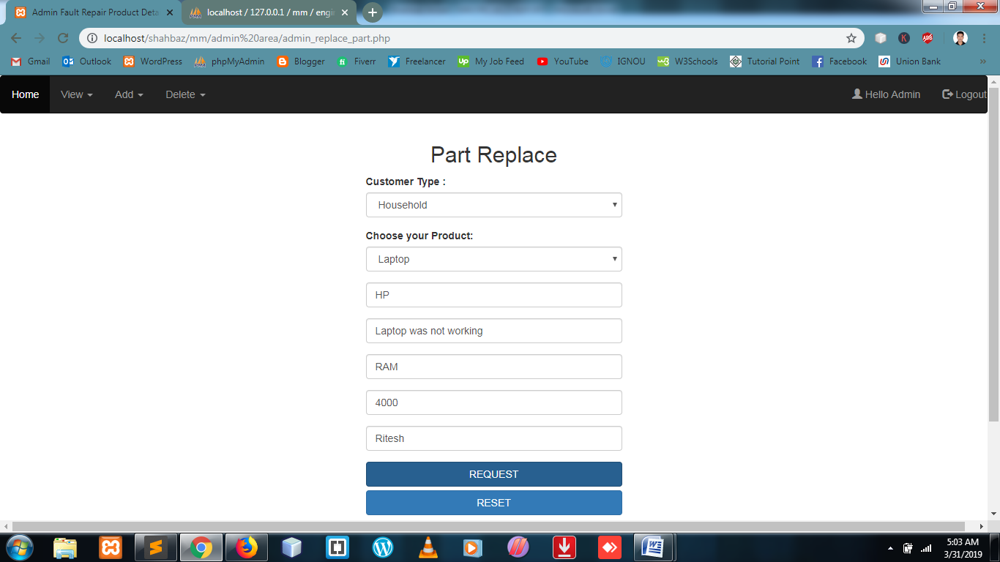 Admin Fault Repair Product Deta
localhost / 127.0.0.1 / mm / engi
localhost/shahbaz/mm/admin%20area/admin_replace_part.php
Gmail Outlook WordPress phpMyAdmin Blogger Fiverr Freelancer My Job Feed YouTube IGNOU W3Schools Tutorial Point Facebook Union Bank »
Home View Add Delete Hello Admin Logout
Part Replace
Customer Type :
Household
Choose your Product:
Laptop
HP
Laptop was not working
RAM
4000
Ritesh
REQUEST
RESET
5:03 AM
3/31/2019